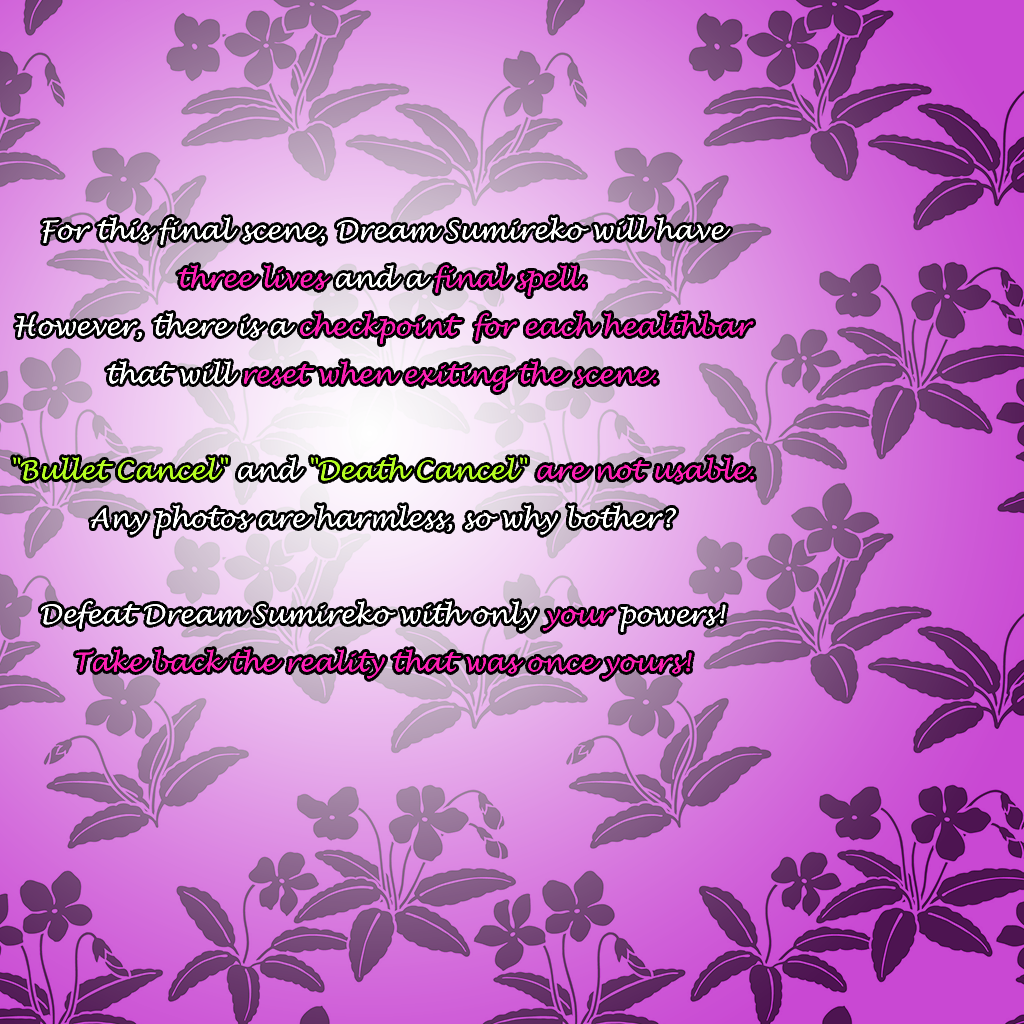 For this final scene, Dream Sumireko will have
three lives and a final spell.
However, there is a checkpoint for each healthbar
that will reset when exiting the scene.
"Bullet Cancel" and "Death Cancel" are not usable.
Any photos are harmless, so why bother?
Defeat Dream Sumireko with only your powers!
Take back the reality that was once yours!